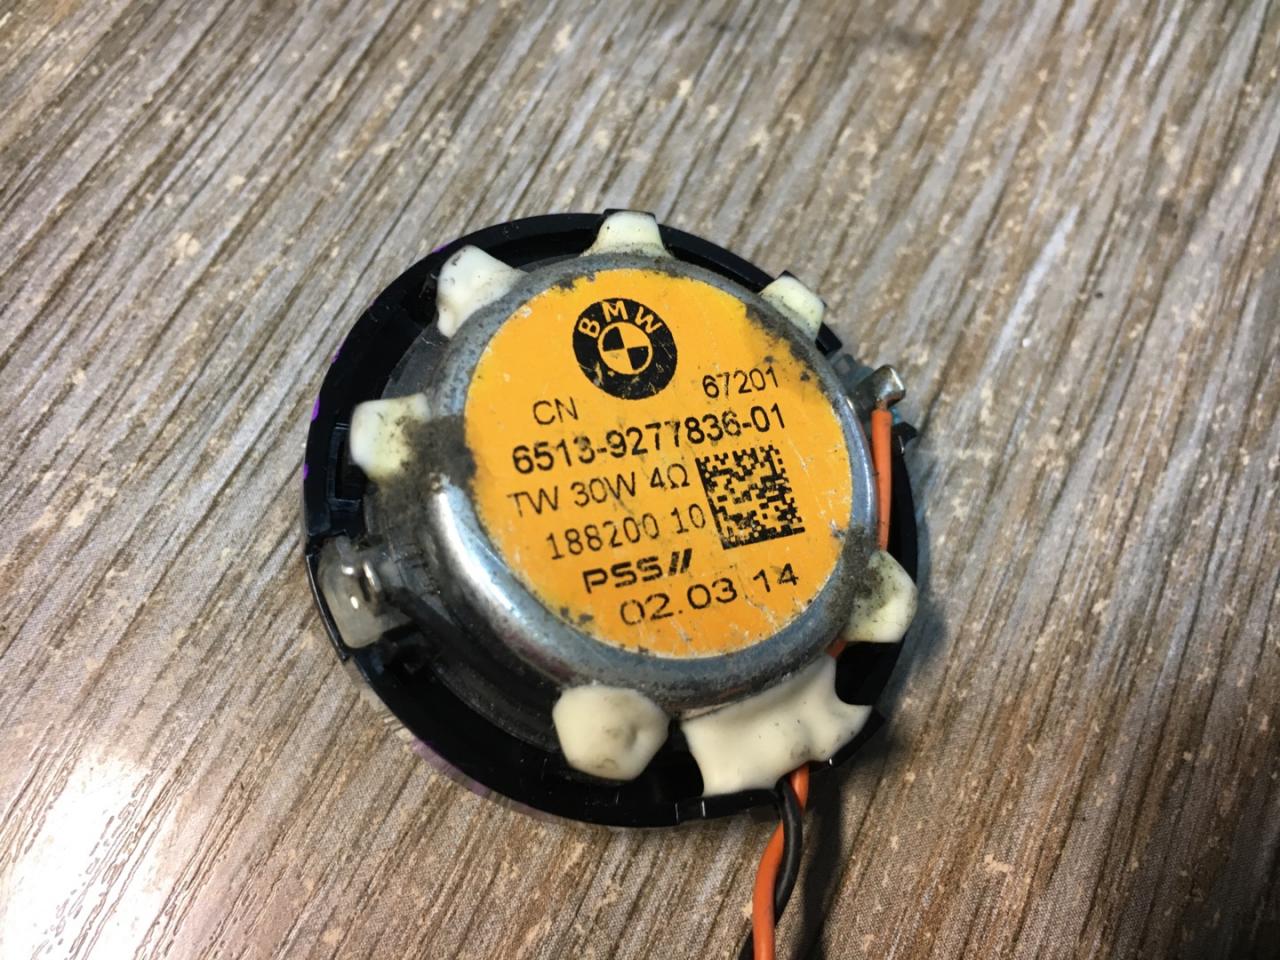 BMW
CN 67201
6513-9277836-01
TW 30W 4Ω
188200 10
PSS//
02.03.14